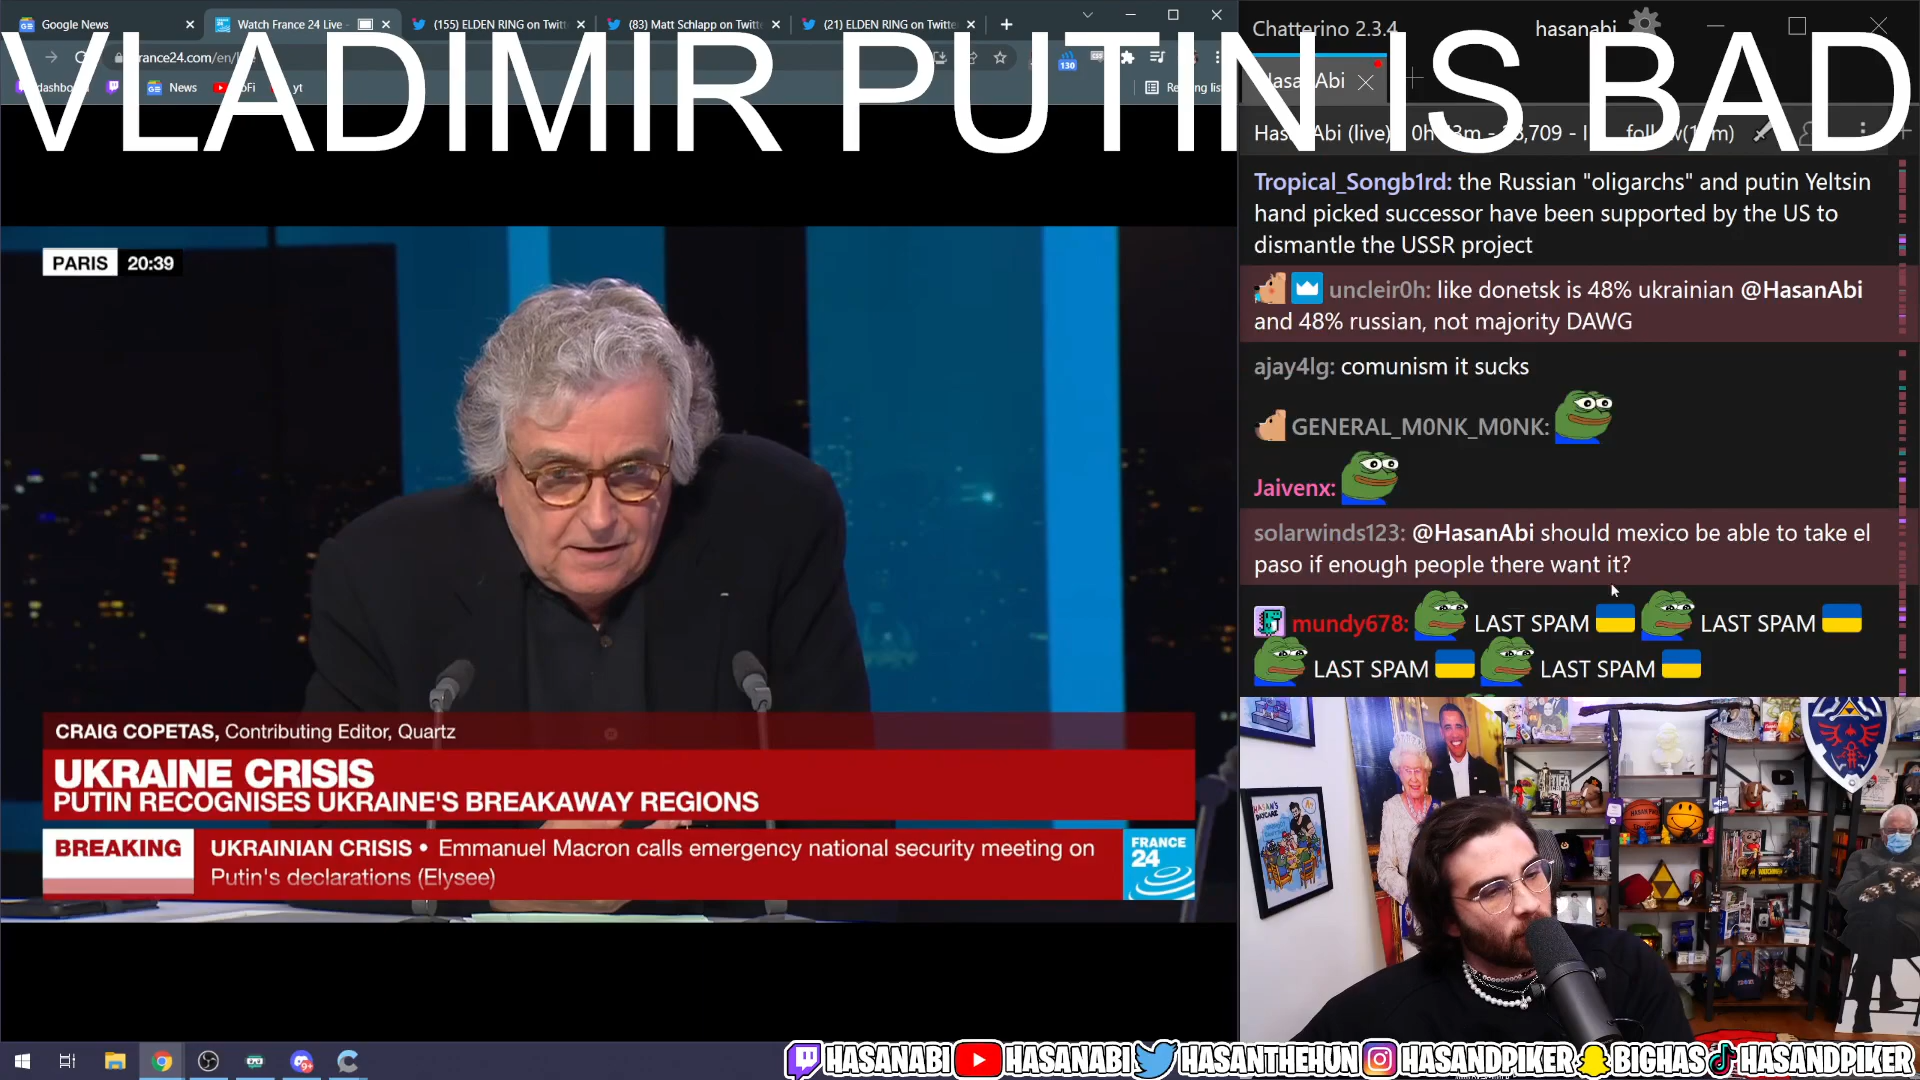 Google News
Watch France 24 Live -
(155) ELDEN RING on Twitt
(83) Matt Schlapp on Twitt
(21) ELDEN RING on Twitte
rance24.com/en/
130
News
yt
VLADIMIR PUTIN IS BAD
Chatterino 2.3.4
hasanabi
Tropical_Songb1rd: the Russian "oligarchs" and putin Yeltsin
hand picked successor have been supported by the US to
dismantle the USSR project
uncleir0h: like donetsk is 48% ukrainian @HasanAbi
and 48% russian, not majority DAWG
ajay4lg: comunism it sucks
GENERAL_M0NK_M0NK:
Jaivenx:
solarwinds123: @HasanAbi should mexico be able to take el
paso if enough people there want it?
mundy678: LAST SPAM LAST SPAM
LAST SPAM LAST SPAM
PARIS 20:39
CRAIG COPETAS, Contributing Editor, Quartz
UKRAINE CRISIS
PUTIN RECOGNISES UKRAINE'S BREAKAWAY REGIONS
BREAKING
UKRAINIAN CRISIS • Emmanuel Macron calls emergency national security meeting on
Putin's declarations (Elysee)
FRANCE
24
HASANABI HASANABI HASANTHEHUN HASANDPIKER BIGHAS HASANDPIKER